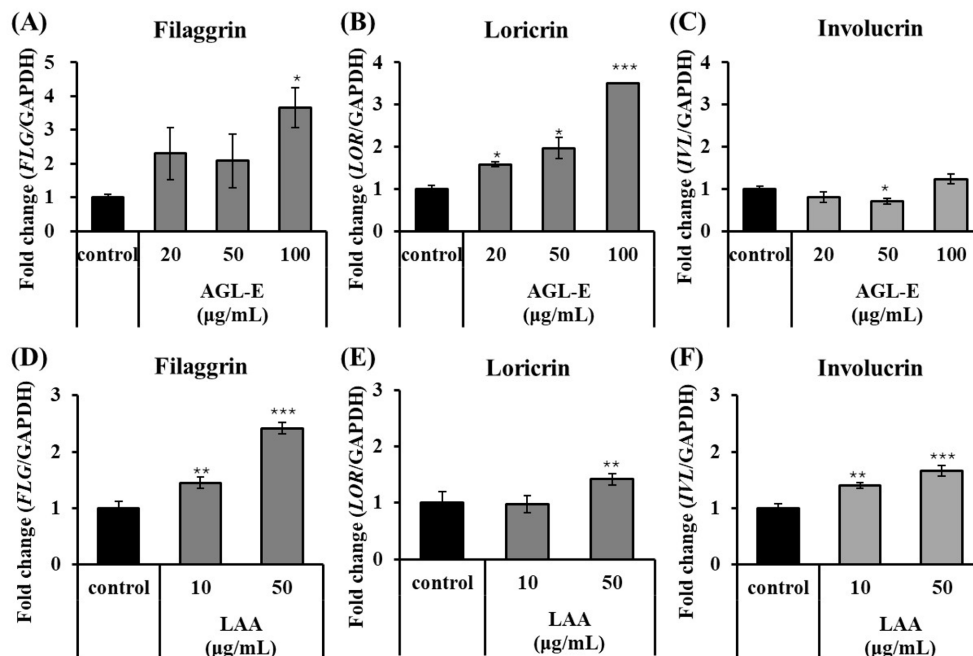 (A) Filaggrin
Fold change (FLG/GAPDH)
5
4
3
2
1
0
*
control 20 50 100
AGL-E
(µg/mL)
(B) Loricrin
Fold change (LOR/GAPDH)
4
3
2
1
0
* * ***
control 20 50 100
AGL-E
(µg/mL)
(C) Involucrin
Fold change (IVL/GAPDH)
4
3
2
1
0
*
control 20 50 100
AGL-E
(µg/mL)
(D) Filaggrin
Fold change (FLG/GAPDH)
3
2
1
0
** ***
control 10 50
LAA
(µg/mL)
(E) Loricrin
Fold change (LOR/GAPDH)
3
2
1
0
**
control 10 50
LAA
(µg/mL)
(F) Involucrin
Fold change (IVL/GAPDH)
3
2
1
0
** ***
control 10 50
LAA
(µg/mL)